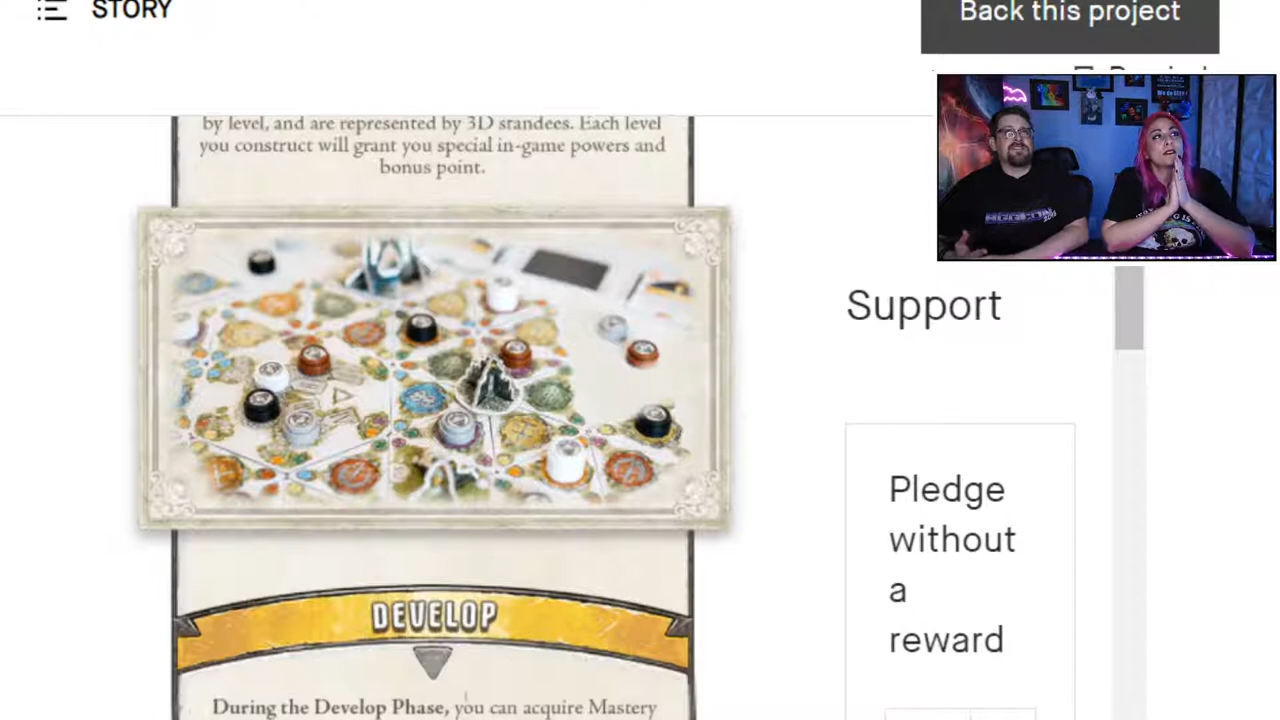 STORY
Back this project
by level, and are represented by 3D standees. Each level
you construct will grant you special in-game powers and
bonus point.
Support
Pledge
without
a
reward
DEVELOP
During the Develop Phase, you can acquire Mastery